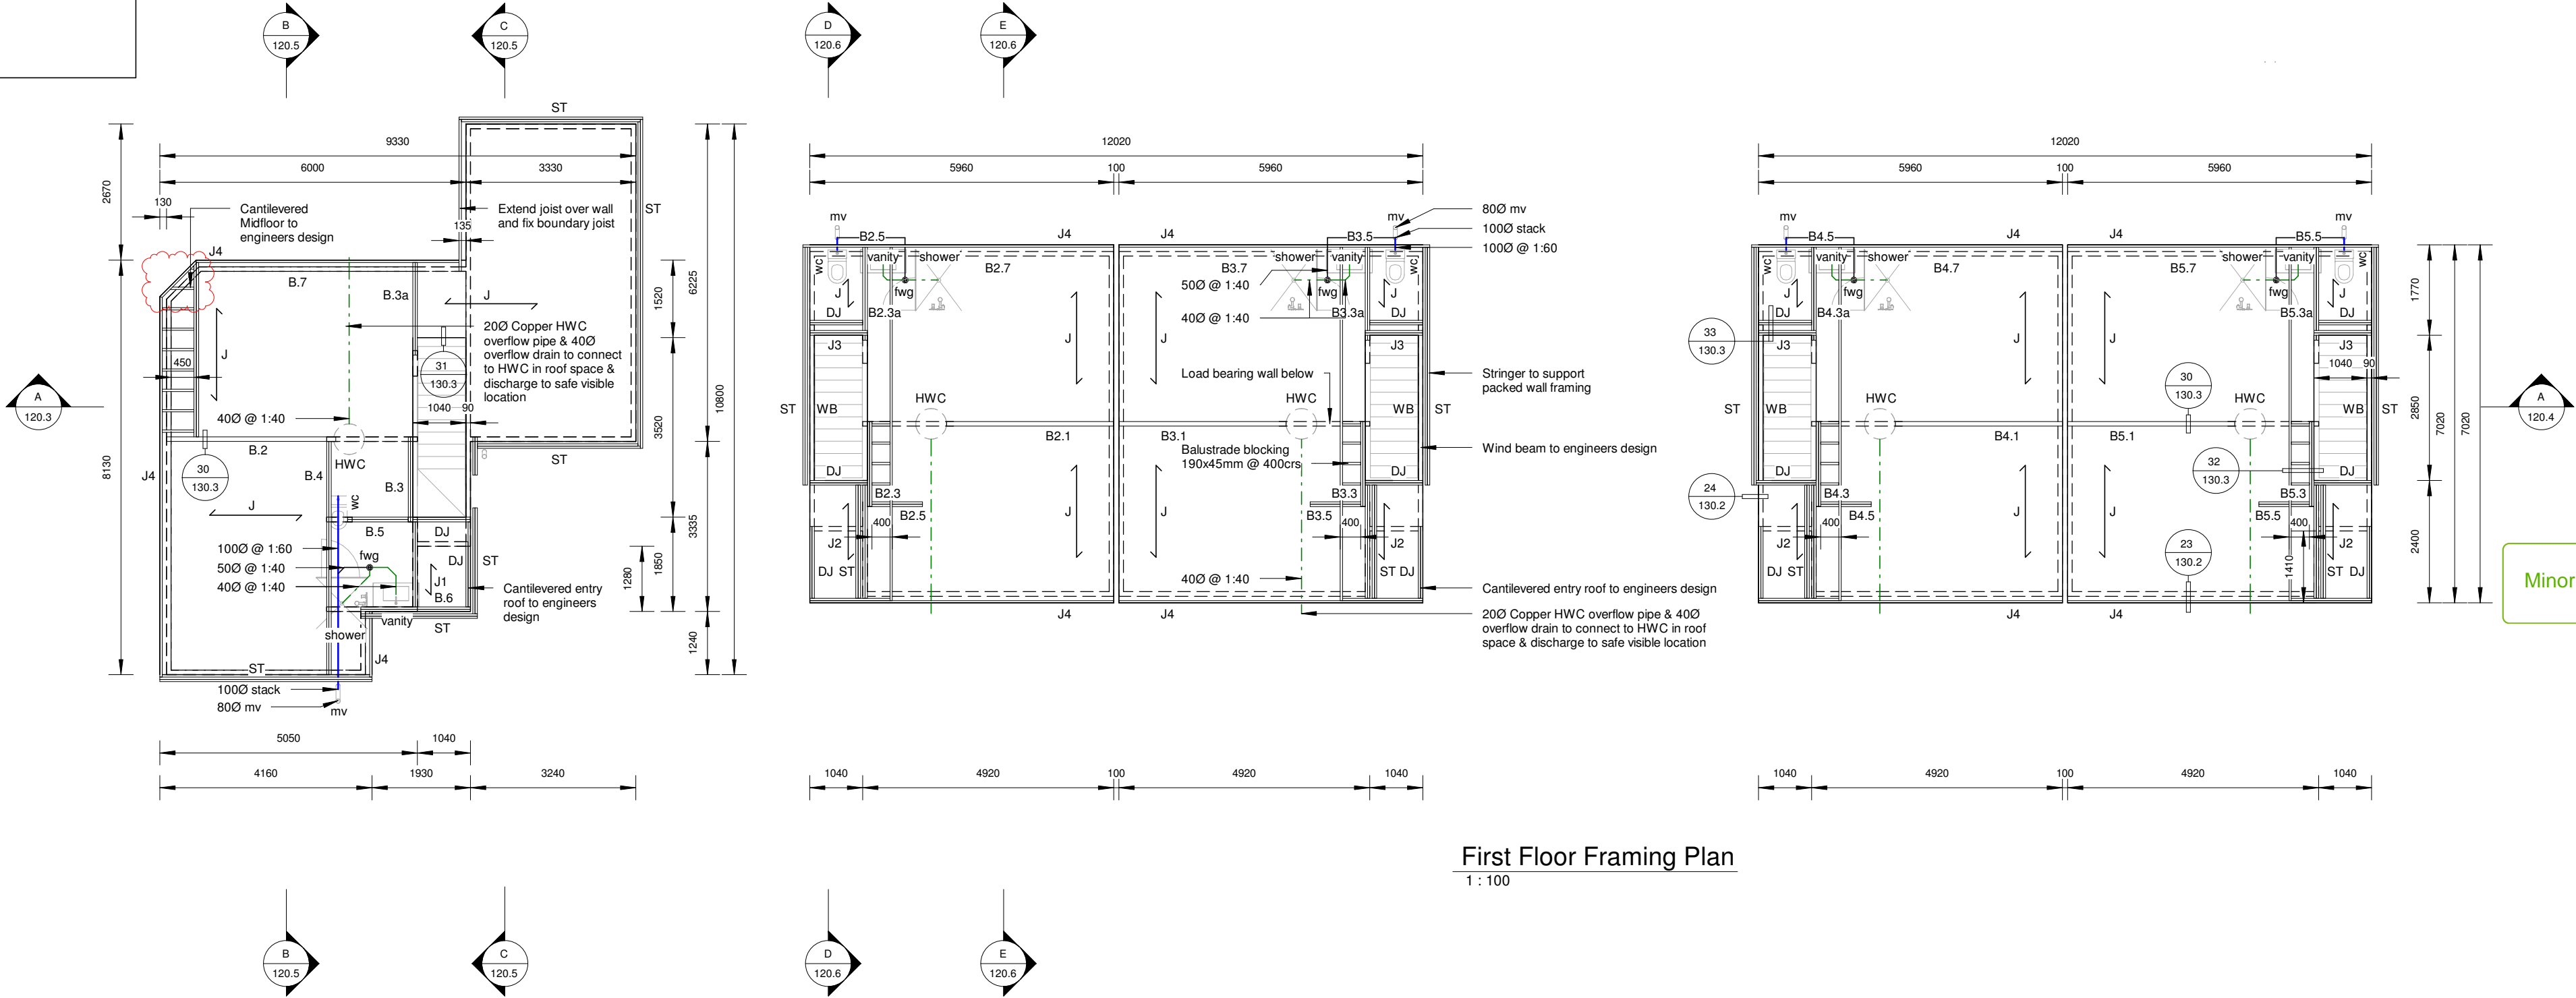 B
120.5
C
120.5
D
120.6
E
120.6
ST
9330
6000
3330
2670
130
Cantilevered
Midfloor to
engineers design
Extend joist over wall
and fix boundary joist
ST
135
J4
B.7
B.3a
J
J
1520
6225
10800
20Ø Copper HWC
overflow pipe & 40Ø
overflow drain to connect
to HWC in roof space &
discharge to safe visible
location
450
31
130.3
A
120.3
40Ø @ 1:40
1040
90
3520
B.2
HWC
ST
J4
30
130.3
B.4
B.3
wc
8130
J
B.5
DJ
3335
100Ø @ 1:60
fwg
DJ
ST
50Ø @ 1:40
40Ø @ 1:40
J1
B.6
1280
1850
Cantilevered entry
roof to engineers
design
vanity
shower
ST
1240
J4
ST
100Ø stack
80Ø mv
mv
5050
1040
4160
1930
3240
12020
5960
100
5960
mv
mv
80Ø mv
100Ø stack
100Ø @ 1:60
B2.5
J4
J4
B3.5
wc
vanity
shower
B2.7
B3.7
shower
vanity
wc
50Ø @ 1:40
fwg
fwg
J
J
DJ
B2.3a
40Ø @ 1:40
B3.3a
DJ
J3
J
J
J3
Load bearing wall below
Stringer to support
packed wall framing
HWC
HWC
ST
WB
WB
ST
B2.1
B3.1
Balustrade blocking
190x45mm @ 400crs
Wind beam to engineers design
DJ
DJ
B2.3
B3.3
B2.5
B3.5
J
J
400
400
J2
J2
DJ ST
ST DJ
40Ø @ 1:40
Cantilevered entry roof to engineers design
J4
J4
20Ø Copper HWC overflow pipe & 40Ø
overflow drain to connect to HWC in roof
space & discharge to safe visible location
1040
4920
100
4920
1040
12020
5960
100
5960
mv
mv
B4.5
J4
J4
B5.5
wc
vanity
shower
B4.7
B5.7
shower
vanity
wc
fwg
fwg
J
J
DJ
B4.3a
B5.3a
DJ
1770
33
130.3
J3
J
J
J3
1040
90
30
130.3
HWC
HWC
ST
WB
WB
ST
2850
7020
7020
A
120.4
B4.1
B5.1
32
130.3
DJ
DJ
24
130.2
B4.3
B5.3
B4.5
B5.5
J
J
400
400
J2
J2
23
130.2
1410
2400
DJ ST
ST DJ
Minor
J4
J4
1040
4920
100
4920
1040
First Floor Framing Plan
1 : 100
B
120.5
C
120.5
D
120.6
E
120.6